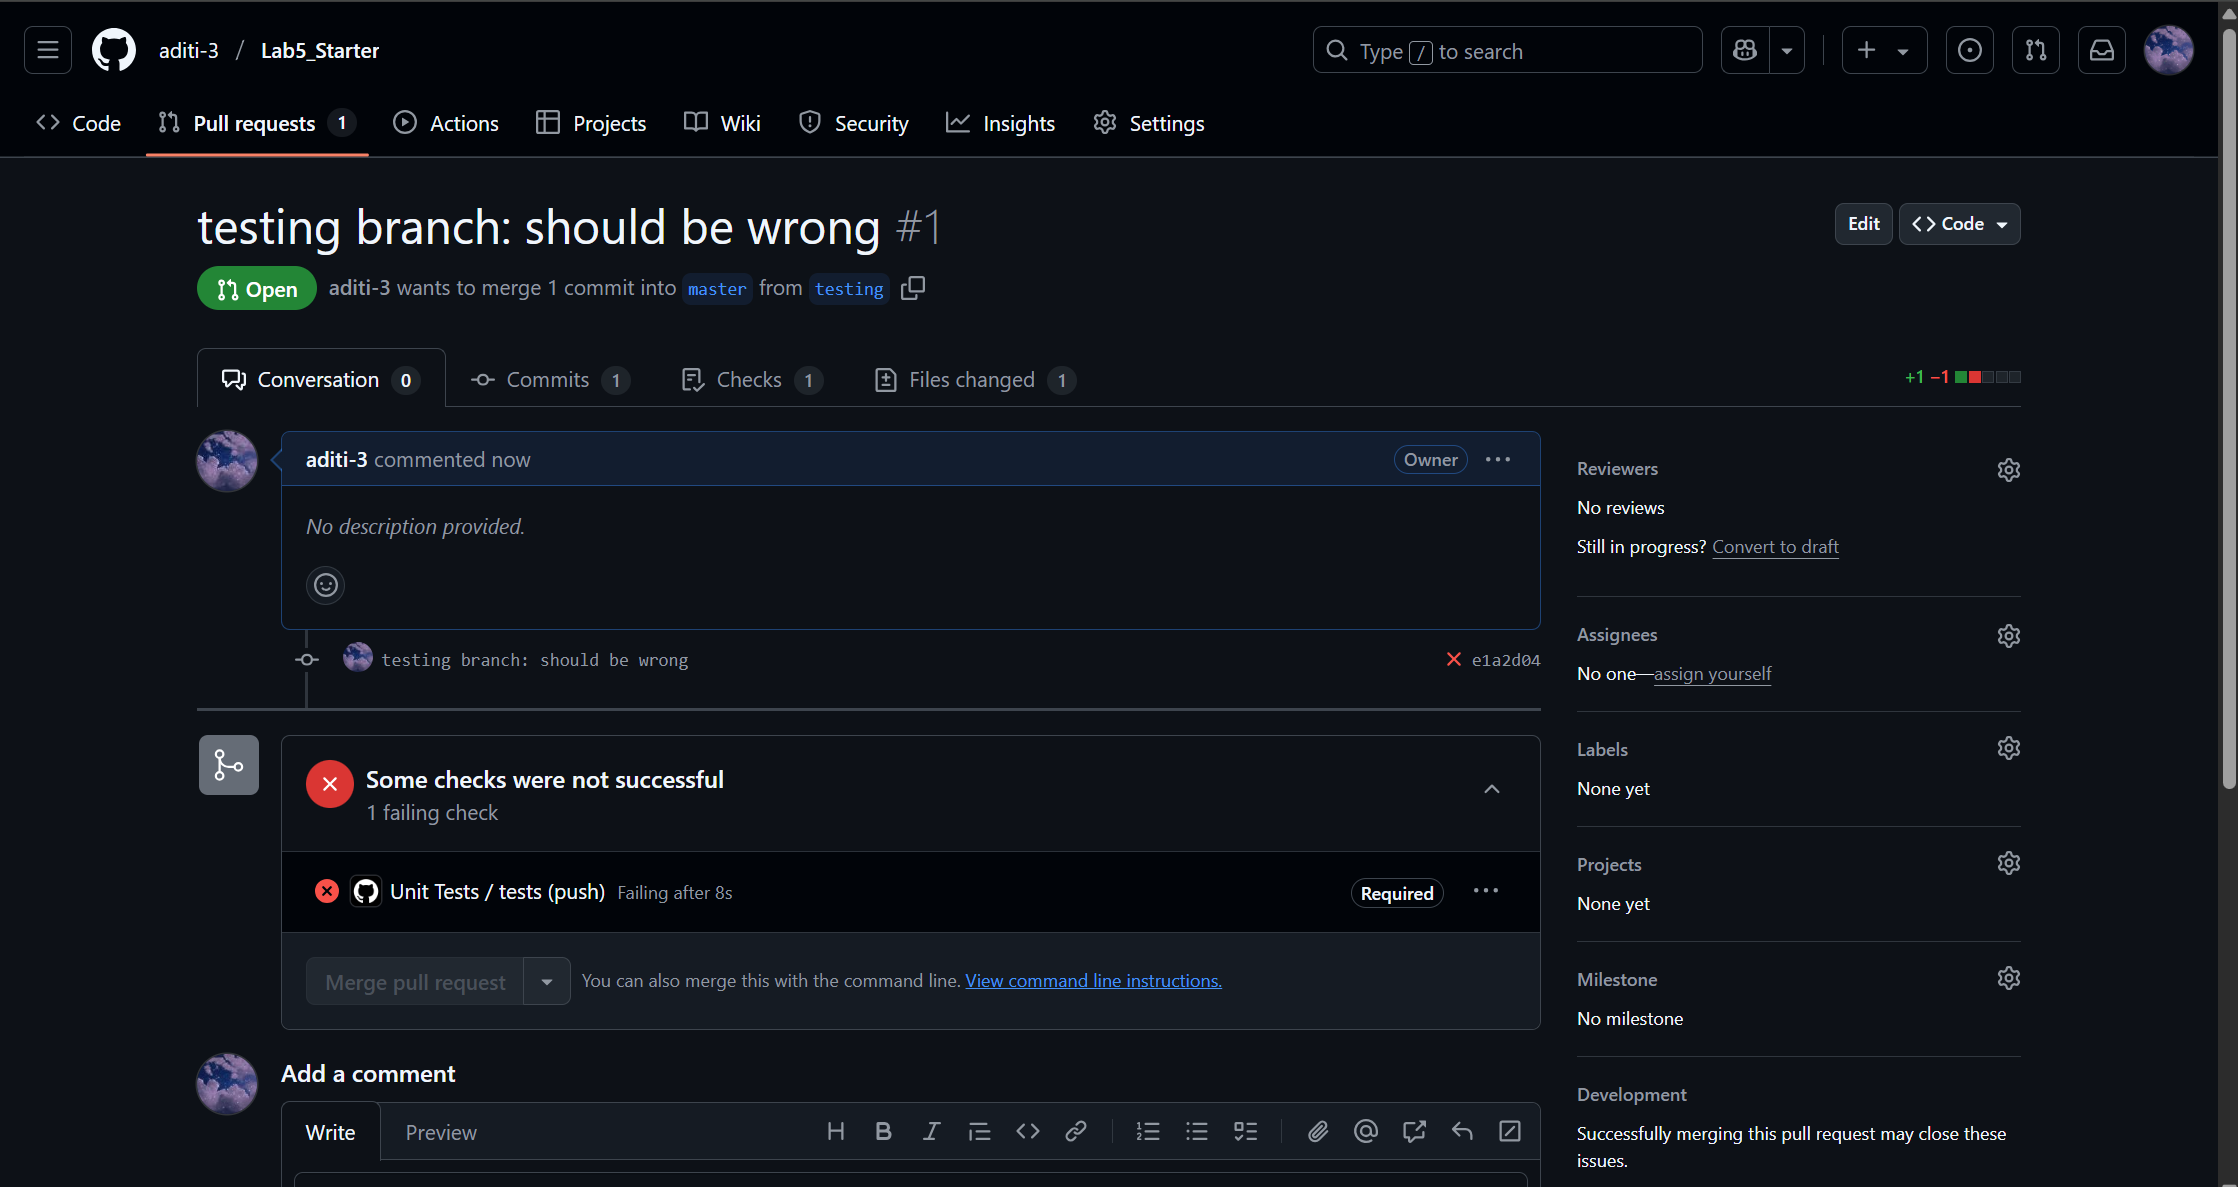 aditi-3 / Lab5_Starter
Type / to search
Code
Pull requests 1
Actions
Projects
Wiki
Security
Insights
Settings
testing branch: should be wrong #1
Edit
Code
Open
aditi-3 wants to merge 1 commit into master from testing
Conversation 0
Commits 1
Checks 1
Files changed 1
+1 −1
aditi-3 commented now
Owner
No description provided.
testing branch: should be wrong
e1a2d04
Some checks were not successful
1 failing check
Unit Tests / tests (push) Failing after 8s
Required
Merge pull request
You can also merge this with the command line. View command line instructions.
Add a comment
Write
Preview
Reviewers
No reviews
Still in progress? Convert to draft
Assignees
No one—assign yourself
Labels
None yet
Projects
None yet
Milestone
No milestone
Development
Successfully merging this pull request may close these
issues.